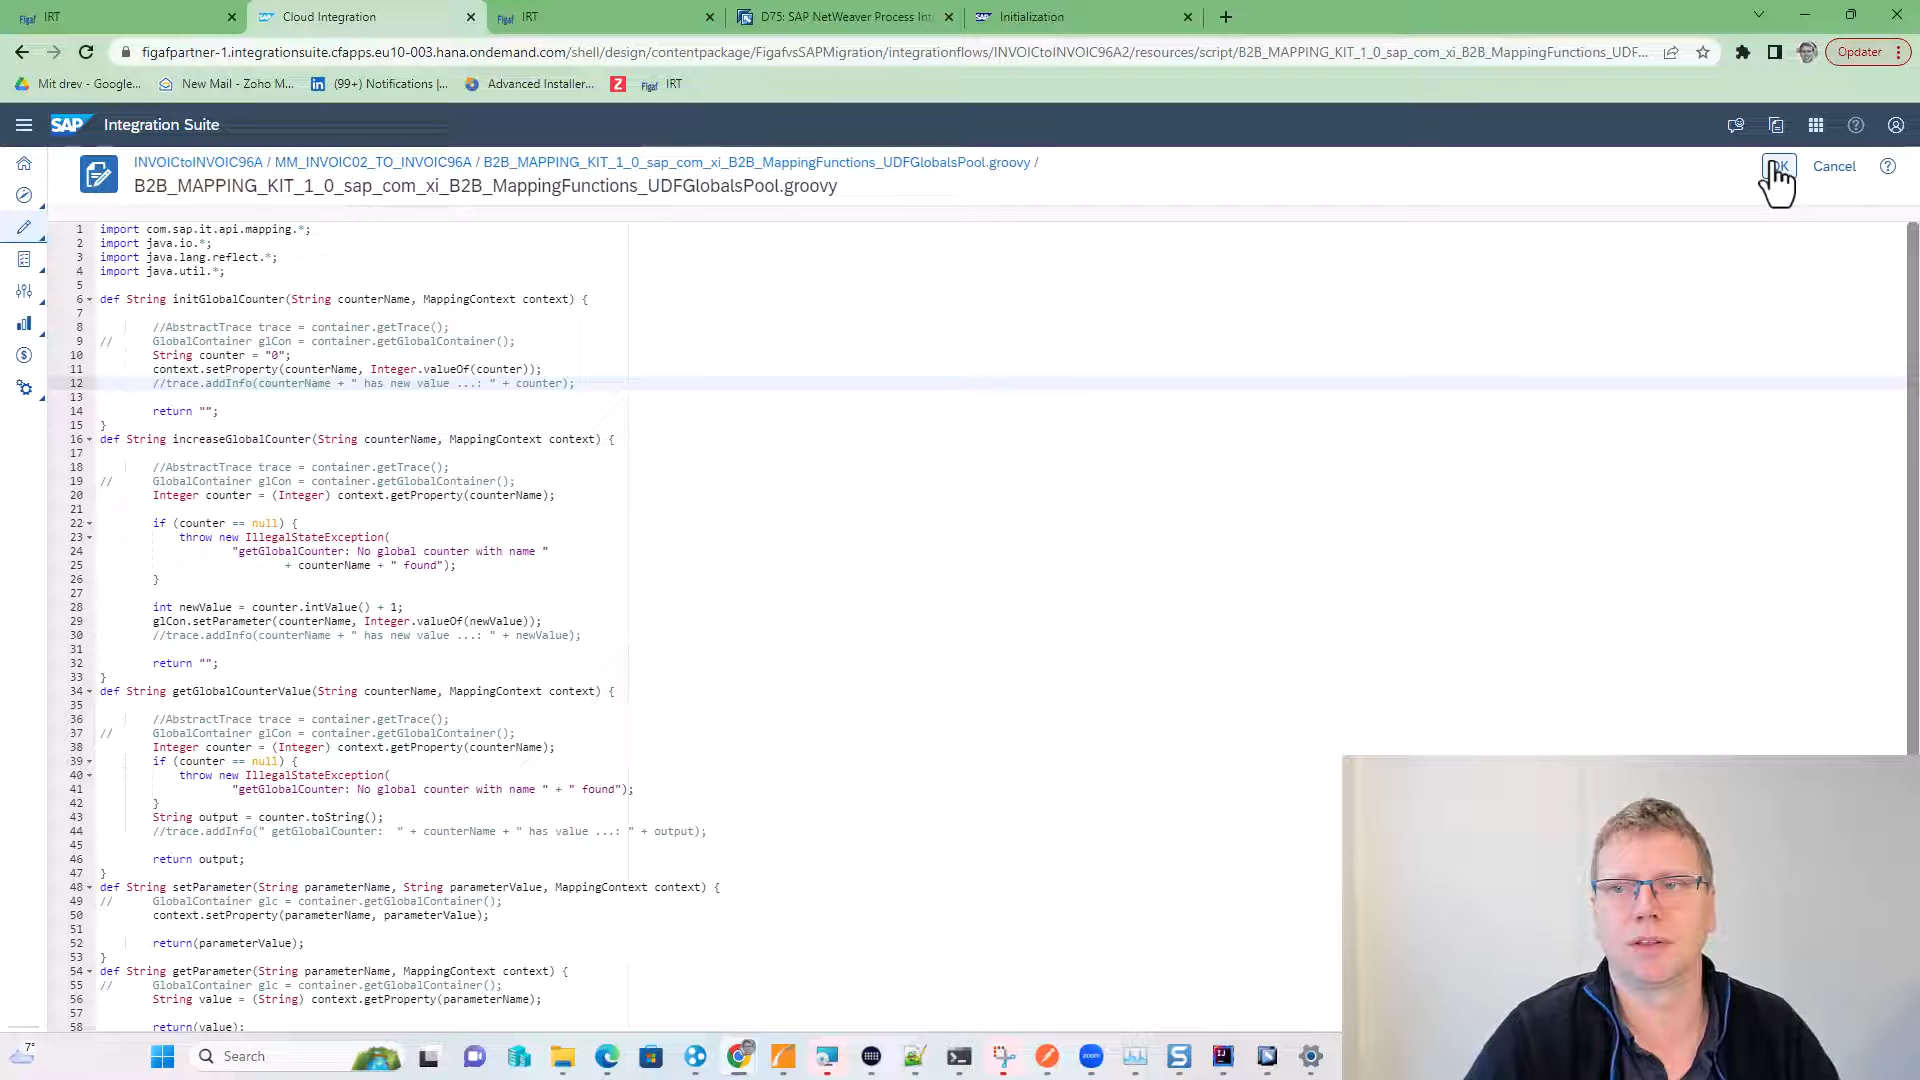 Figaf IRT
Cloud Integration
Figaf IRT
D75: SAP NetWeaver Process Int
SAP Initialization
figafpartner-1.integrationsuite.cfapps.eu10-003.hana.ondemand.com/shell/design/contentpackage/FigafvsSAPMigration/integrationflows/INVOICtoINVOIC96A2/resources/script/B2B_MAPPING_KIT_1_0_sap_com_xi_B2B_MappingFunctions_UDF...
Opdater
Mit drev - Google...
New Mail - Zoho M...
(99+) Notifications |...
Advanced Installer...
Z
Figaf IRT
SAP Integration Suite
INVOICtoINVOIC96A / MM_INVOIC02_TO_INVOIC96A / B2B_MAPPING_KIT_1_0_sap_com_xi_B2B_MappingFunctions_UDFGlobalsPool.groovy /
B2B_MAPPING_KIT_1_0_sap_com_xi_B2B_MappingFunctions_UDFGlobalsPool.groovy
Cancel
1 import com.sap.it.api.mapping.*;
2 import java.io.*;
3 import java.lang.reflect.*;
4 import java.util.*;
5
6 def String initGlobalCounter(String counterName, MappingContext context) {
7
8 //AbstractTrace trace = container.getTrace();
9 // GlobalContainer glCon = container.getGlobalContainer();
10 String counter = "0";
11 context.setProperty(counterName, Integer.valueOf(counter));
12 //trace.addInfo(counterName + " has new value ...: " + counter);
13
14 return "";
15 }
16 def String increaseGlobalCounter(String counterName, MappingContext context) {
17
18 //AbstractTrace trace = container.getTrace();
19 // GlobalContainer glCon = container.getGlobalContainer();
20 Integer counter = (Integer) context.getProperty(counterName);
21
22 if (counter == null) {
23 throw new IllegalStateException(
24 "getGlobalCounter: No global counter with name "
25 + counterName + " found");
26 }
27
28 int newValue = counter.intValue() + 1;
29 glCon.setParameter(counterName, Integer.valueOf(newValue));
30 //trace.addInfo(counterName + " has new value ...: " + newValue);
31
32 return "";
33 }
34 def String getGlobalCounterValue(String counterName, MappingContext context) {
35
36 //AbstractTrace trace = container.getTrace();
37 // GlobalContainer glCon = container.getGlobalContainer();
38 Integer counter = (Integer) context.getProperty(counterName);
39 if (counter == null) {
40 throw new IllegalStateException(
41 "getGlobalCounter: No global counter with name " + " found");
42 }
43 String output = counter.toString();
44 //trace.addInfo(" getGlobalCounter:  " + counterName + " has value ...: " + output);
45
46 return output;
47 }
48 def String setParameter(String parameterName, String parameterValue, MappingContext context) {
49 // GlobalContainer glc = container.getGlobalContainer();
50 context.setProperty(parameterName, parameterValue);
51
52 return(parameterValue);
53 }
54 def String getParameter(String parameterName, MappingContext context) {
55 // GlobalContainer glc = container.getGlobalContainer();
56 String value = (String) context.getProperty(parameterName);
57
58 return(value);
7°
Search
zoom